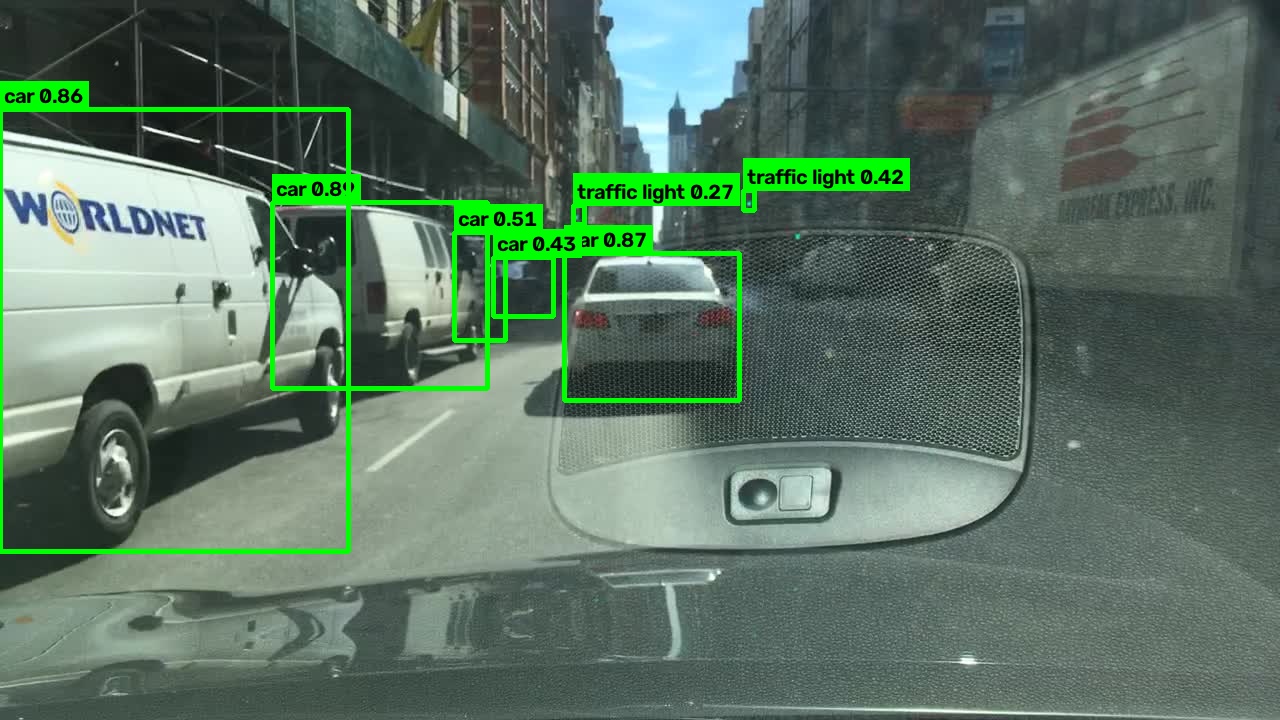 car 0.86
WORLDNET
car 0.89
car 0.51
car 0.43
car 0.87
traffic light 0.27
traffic light 0.42
DAYBREAK EXPRESS, INC.